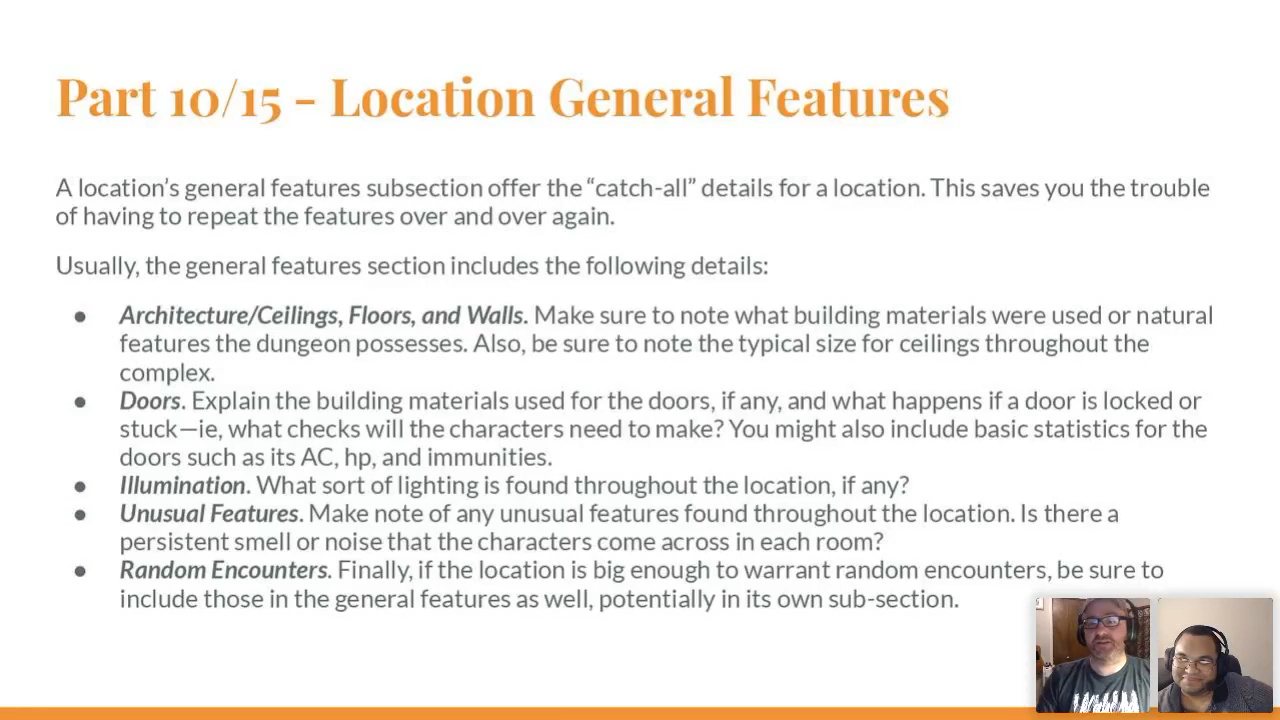 Part 10/15 - Location General Features
A location’s general features subsection offer the “catch-all” details for a location. This saves you the trouble
of having to repeat the features over and over again.
Usually, the general features section includes the following details:
● Architecture/Ceilings, Floors, and Walls. Make sure to note what building materials were used or natural
features the dungeon possesses. Also, be sure to note the typical size for ceilings throughout the
complex.
● Doors. Explain the building materials used for the doors, if any, and what happens if a door is locked or
stuck—ie, what checks will the characters need to make? You might also include basic statistics for the
doors such as its AC, hp, and immunities.
● Illumination. What sort of lighting is found throughout the location, if any?
● Unusual Features. Make note of any unusual features found throughout the location. Is there a
persistent smell or noise that the characters come across in each room?
● Random Encounters. Finally, if the location is big enough to warrant random encounters, be sure to
include those in the general features as well, potentially in its own sub-section.